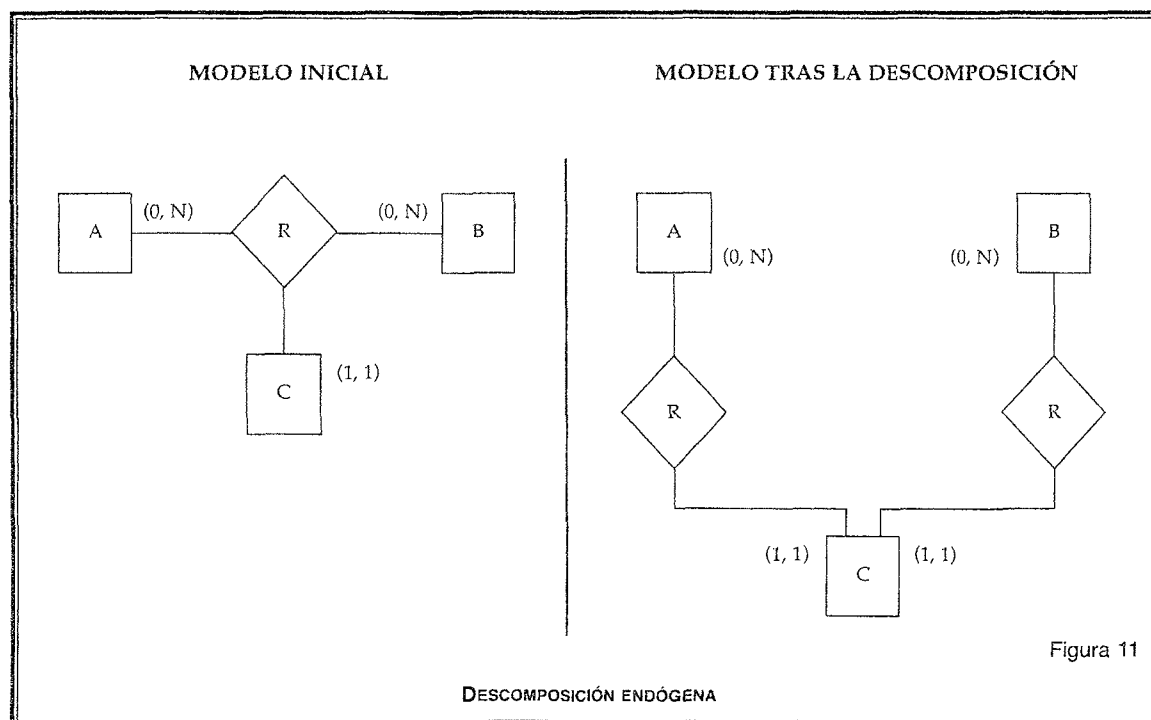 MODELO INICIAL
A
(0, N)
R
(0, N)
B
C
(1, 1)
MODELO TRAS LA DESCOMPOSICIÓN
A
(0, N)
B
(0, N)
R
R
(1, 1)
C
(1, 1)
Figura 11
DESCOMPOSICIÓN ENDÓGENA